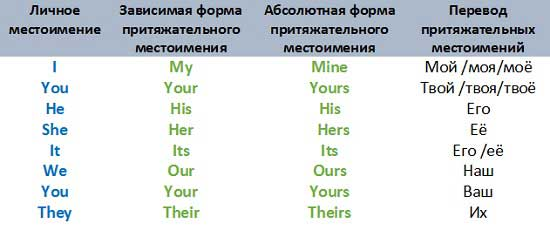 Личное Зависимая форма Абсолютная форма Перевод
местоимение притяжательного притяжательного притяжательных
местоимения местоимения местоимений
I My Mine Мой /моя/моё
You Your Yours Твой /твоя/твоё
He His His Его
She Her Hers Её
It Its Its Его /её
We Our Ours Наш
You Your Yours Ваш
They Their Theirs Их